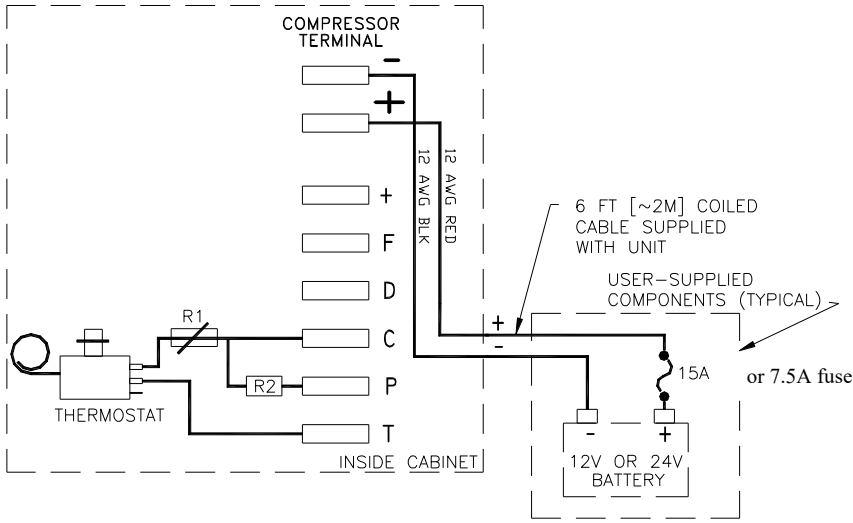 COMPRESSOR
TERMINAL
-
+
12 AWG BLK
12 AWG RED
+
F
D
C
P
T
R1
R2
THERMOSTAT
INSIDE CABINET
6 FT [~2M] COILED
CABLE SUPPLIED
WITH UNIT
USER-SUPPLIED
COMPONENTS (TYPICAL)
+
-
15A
or 7.5A fuse
- +
12V OR 24V
BATTERY